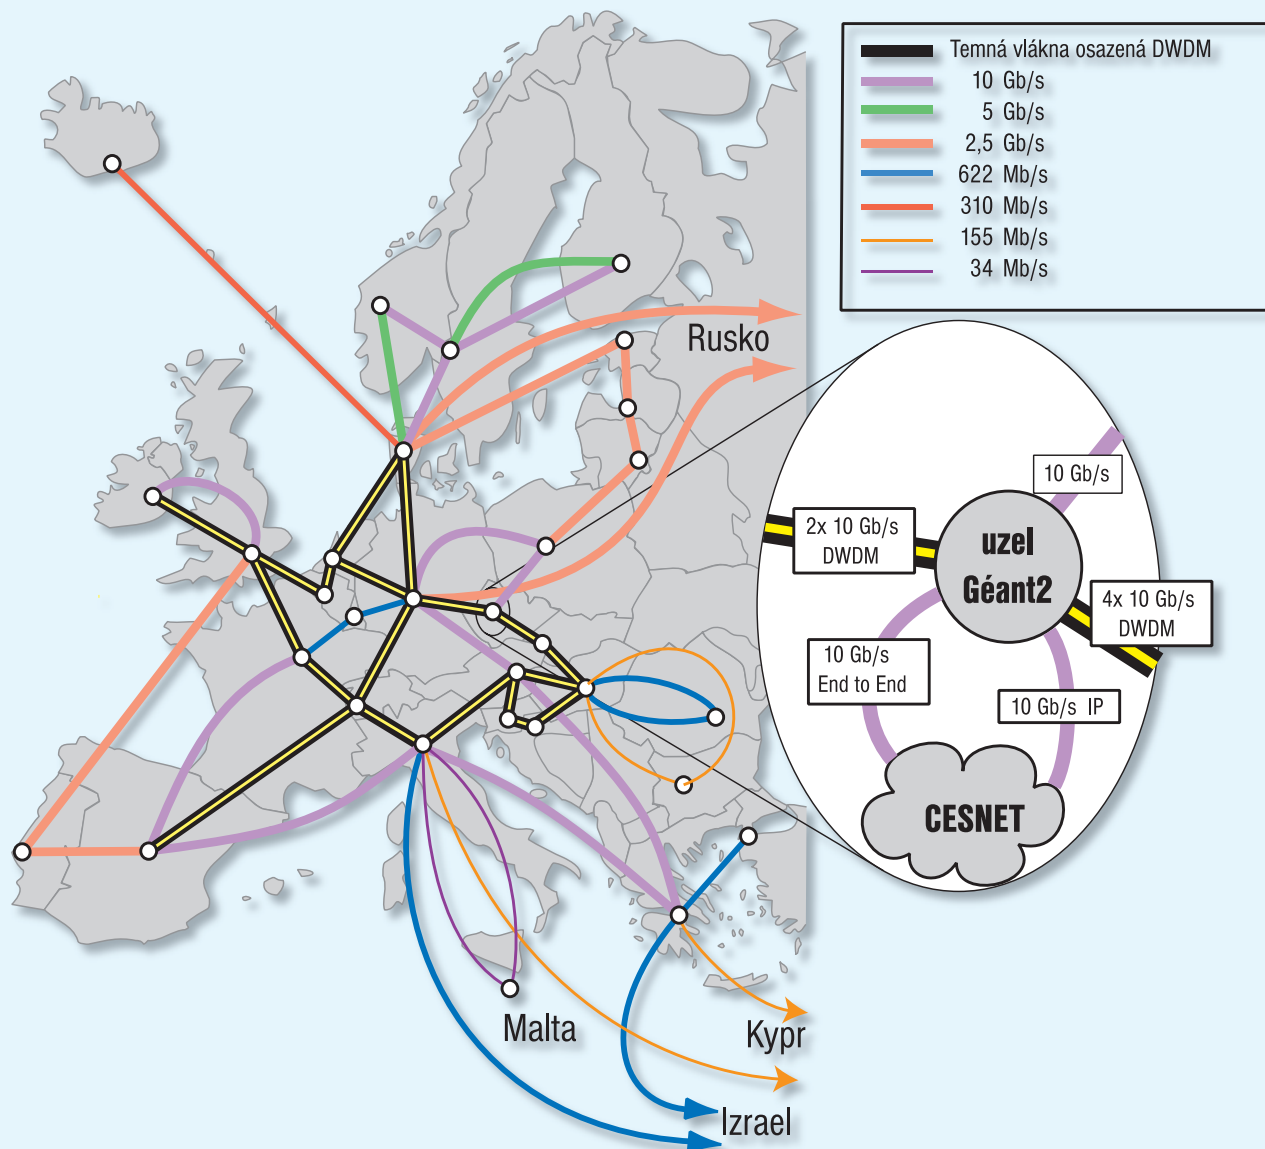 Temná vlákna osazená DWDM
10 Gb/s
5 Gb/s
2,5 Gb/s
622 Mb/s
310 Mb/s
155 Mb/s
34 Mb/s
Rusko
10 Gb/s
2x 10 Gb/s
DWDM
uzel
Géant2
4x 10 Gb/s
DWDM
10 Gb/s
End to End
10 Gb/s IP
CESNET
Malta
Kypr
Izrael